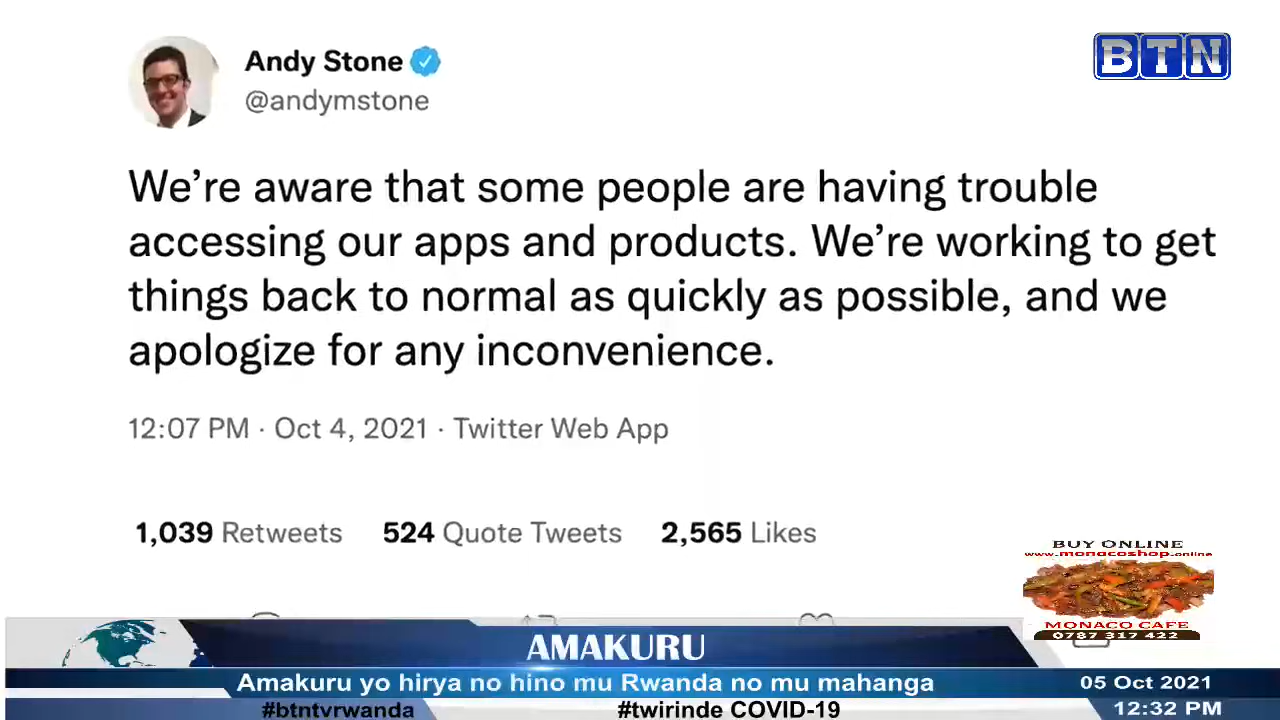 Andy Stone
@andymstone
BTN
We’re aware that some people are having trouble
accessing our apps and products. We’re working to get
things back to normal as quickly as possible, and we
apologize for any inconvenience.
12:07 PM · Oct 4, 2021 · Twitter Web App
1,039 Retweets 524 Quote Tweets 2,565 Likes
BUY ONLINE
www.monacoshop.online
MONACO CAFE
0787 317 422
AMAKURU
Amakuru yo hirya no hino mu Rwanda no mu mahanga
05 Oct 2021
#btntvrwanda
#twirinde COVID-19
12:32 PM